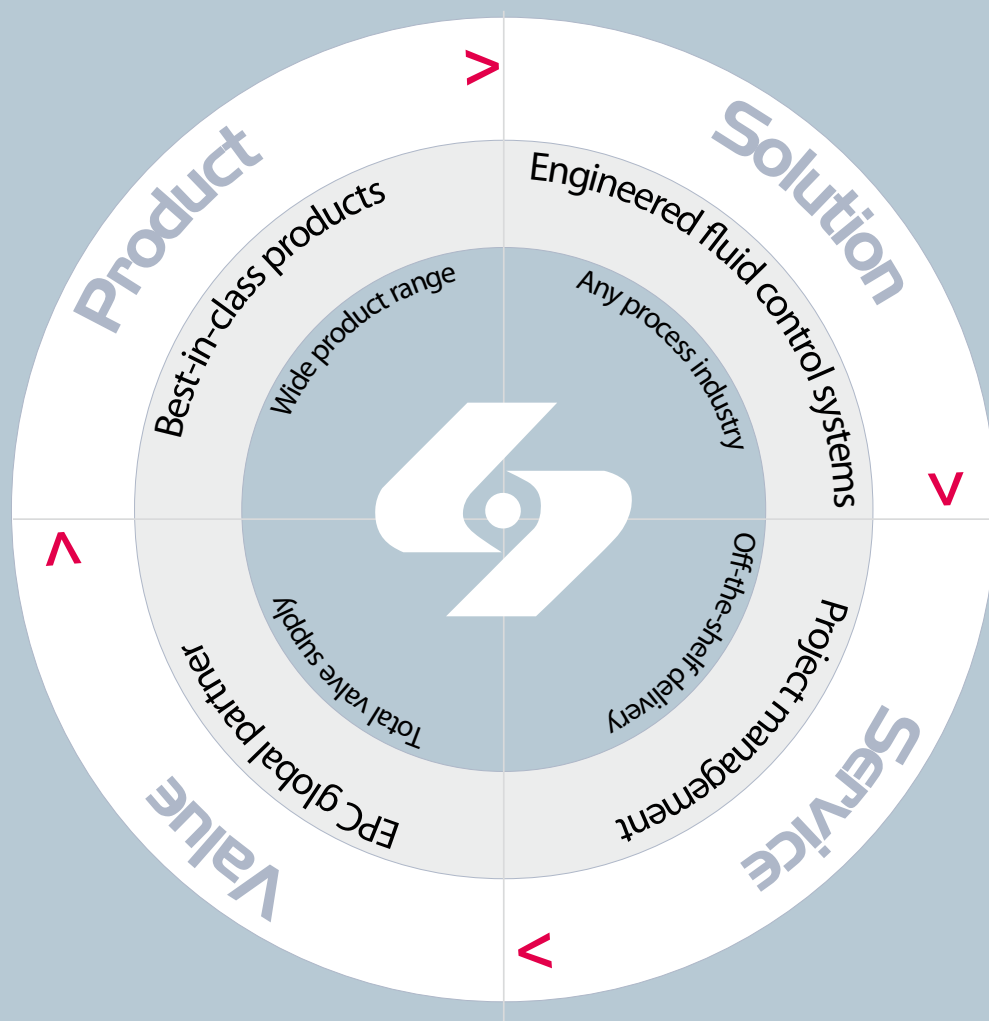 Product
Best-in-class products
Wide product range
>
Solution
Engineered fluid control systems
Any process industry
>
Service
Project management
Off-the-shelf delivery
>
Value
EPC global partner
Total valve supply
>